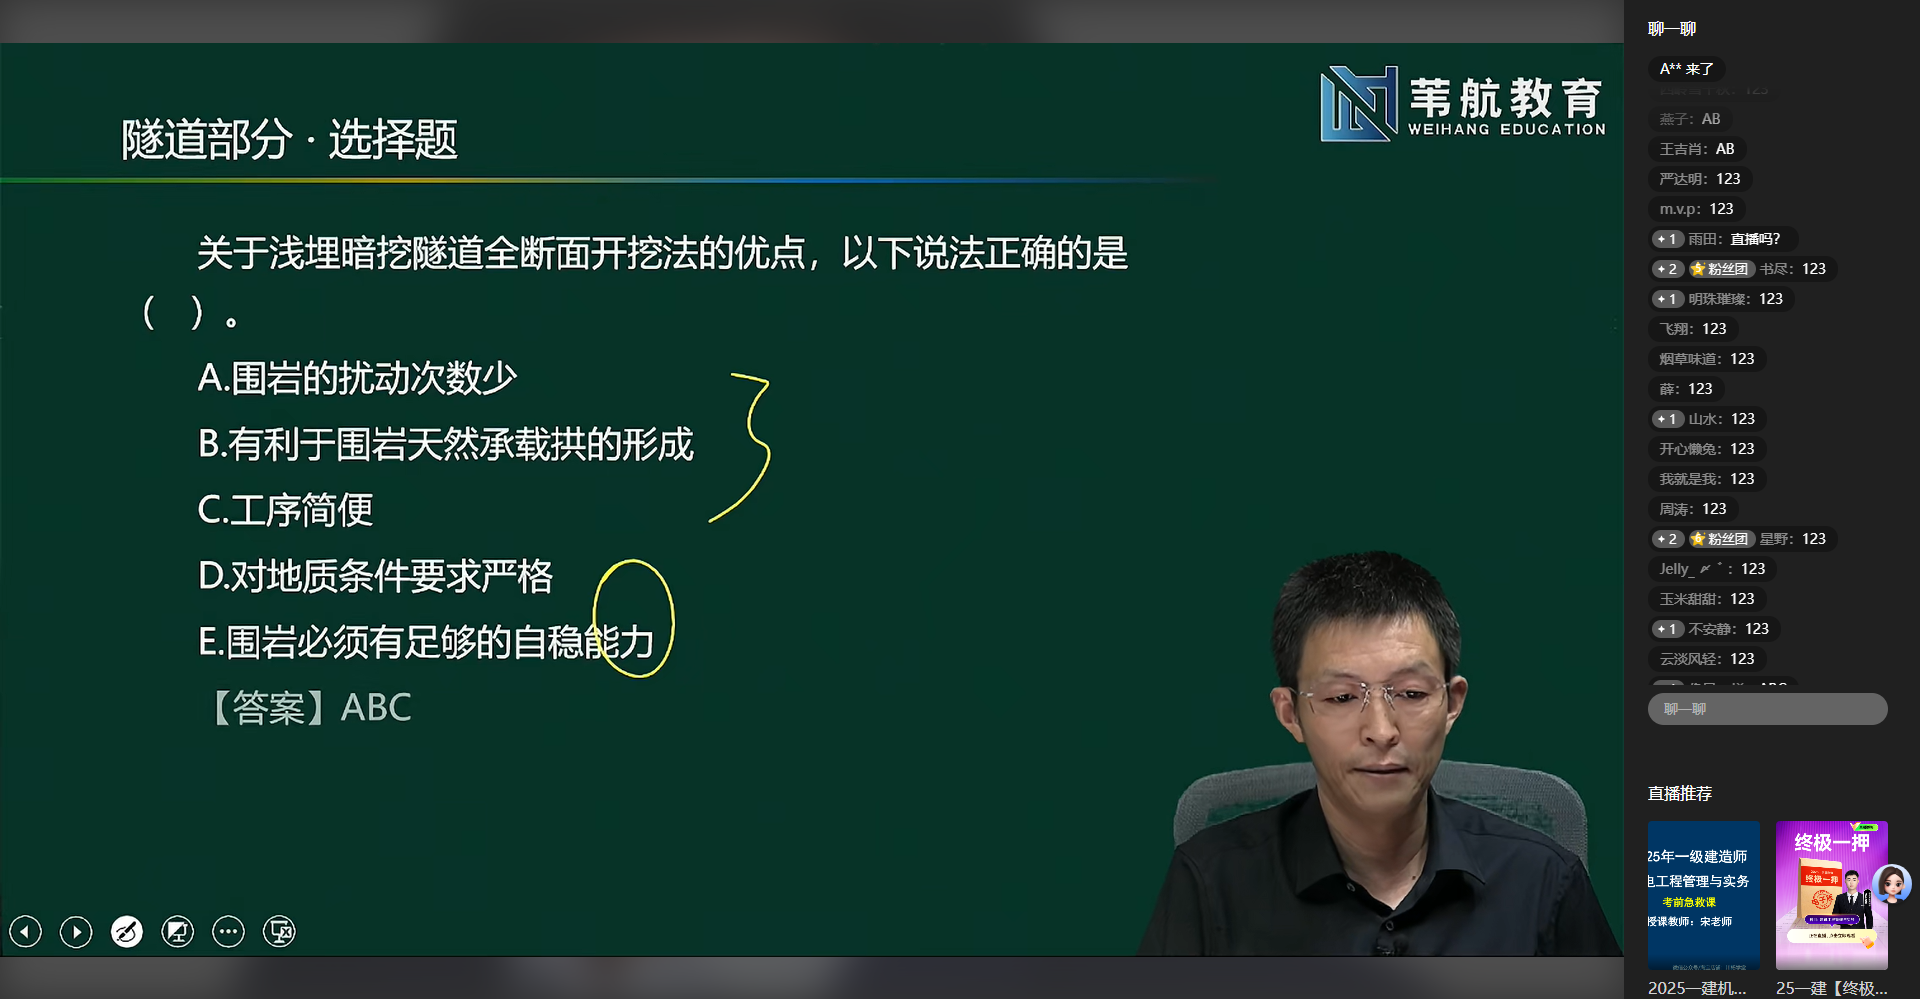 隧道部分 · 选择题
苇航教育
WEIHANG EDUCATION
关于浅埋暗挖隧道全断面开挖法的优点，以下说法正确的是
（ ）。
A.围岩的扰动次数少
B.有利于围岩天然承载拱的形成
C.工序简便
D.对地质条件要求严格
E.围岩必须有足够的自稳能力
【答案】ABC
聊一聊
A** 来了
燕子：AB
王吉肖：AB
严达明：123
m.v.p：123
1 雨田：直播吗？
2 粉丝团 书尽：123
1 明珠璀璨：123
飞翔：123
烟草味道：123
薛：123
1 山水：123
开心懒兔：123
我就是我：123
周涛：123
2 粉丝团 星野：123
Jelly_：123
玉米甜甜：123
1 不安静：123
云淡风轻：123
聊一聊
直播推荐
25年一级建造师
电工程管理与实务
考前急救课
授课教师：宋老师
2025一建机...
终极一押
终极一押
25一建【终极...